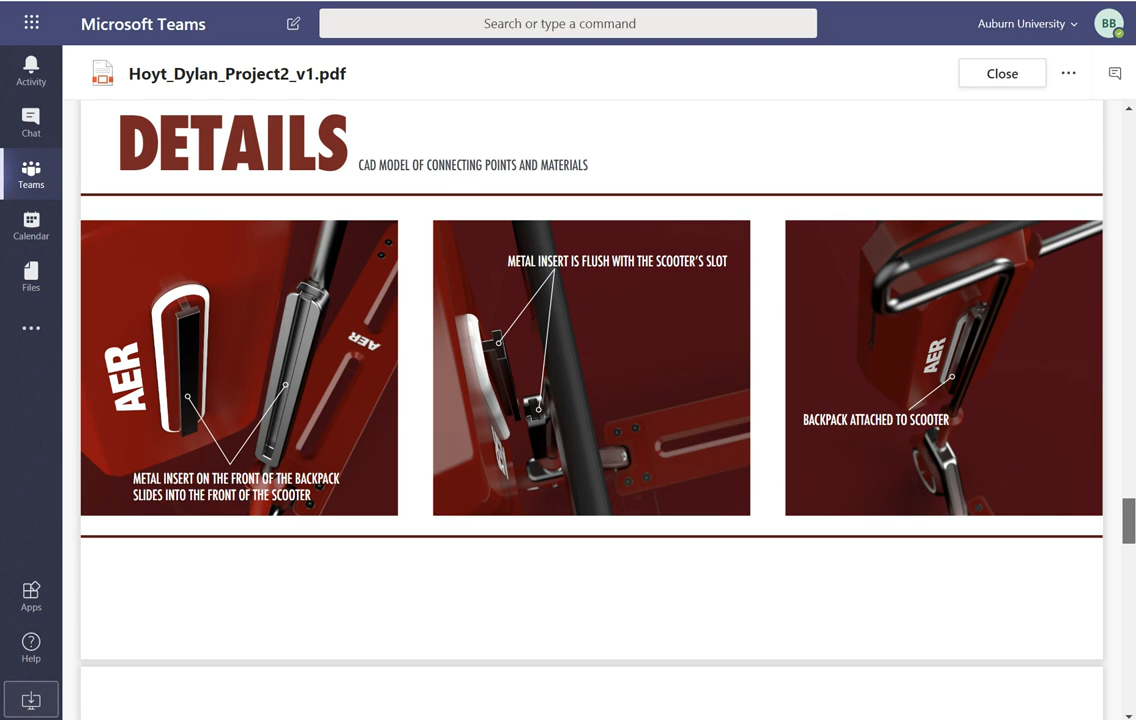 Microsoft Teams
Search or type a command
Auburn University
BB
Activity
Chat
Teams
Calendar
Files
Apps
Help
Hoyt_Dylan_Project2_v1.pdf
Close
DETAILS
CAD MODEL OF CONNECTING POINTS AND MATERIALS
AER
AER
METAL INSERT ON THE FRONT OF THE BACKPACK
SLIDES INTO THE FRONT OF THE SCOOTER
METAL INSERT IS FLUSH WITH THE SCOOTER'S SLOT
AER
BACKPACK ATTACHED TO SCOOTER